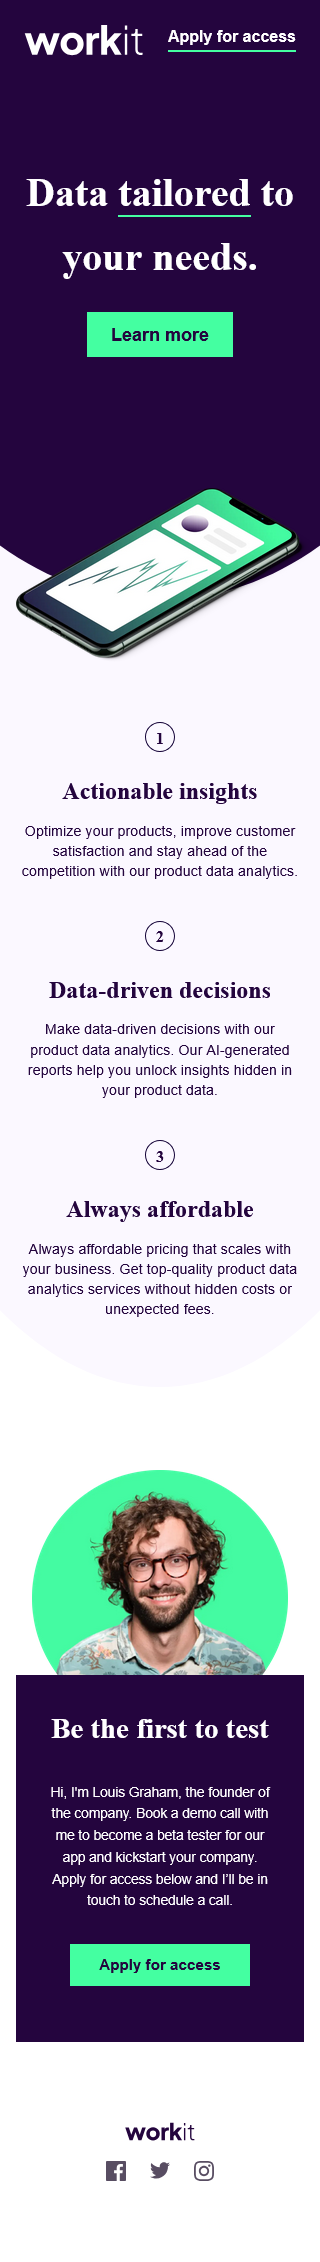 workit
Apply for access
Data tailored to
your needs.
Learn more
1
Actionable insights
Optimize your products, improve customer
satisfaction and stay ahead of the
competition with our product data analytics.
2
Data-driven decisions
Make data-driven decisions with our
product data analytics. Our AI-generated
reports help you unlock insights hidden in
your product data.
3
Always affordable
Always affordable pricing that scales with
your business. Get top-quality product data
analytics services without hidden costs or
unexpected fees.
Be the first to test
Hi, I'm Louis Graham, the founder of
the company. Book a demo call with
me to become a beta tester for our
app and kickstart your company.
Apply for access below and I’ll be in
touch to schedule a call.
Apply for access
workit